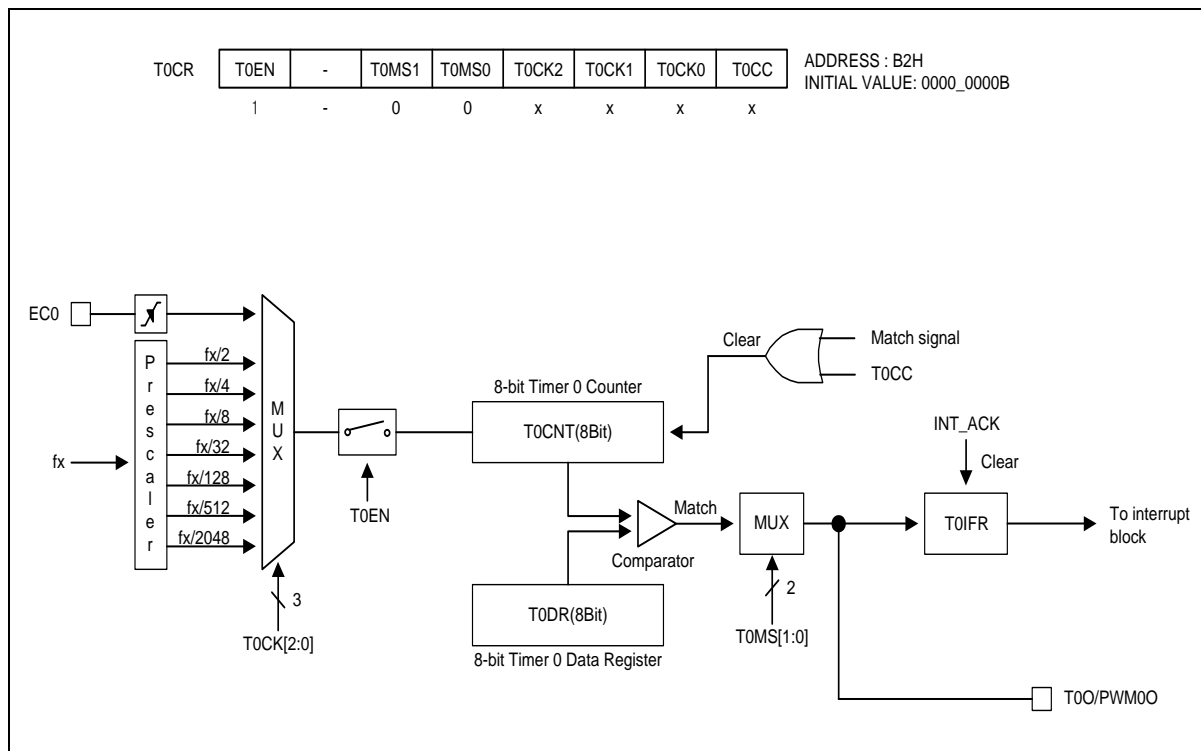 T0CR T0EN - T0MS1 T0MS0 T0CK2 T0CK1 T0CK0 T0CC ADDRESS : B2H
INITIAL VALUE: 0000_0000B
1 - 0 0 x x x x
EC0
Prescaler
fx
fx/2
fx/4
fx/8
fx/32
fx/128
fx/512
fx/2048
MUX
3
T0CK[2:0]
T0EN
8-bit Timer 0 Counter
T0CNT(8Bit)
Clear
Match signal
T0CC
Comparator
Match
T0DR(8Bit)
8-bit Timer 0 Data Register
MUX
2
T0MS[1:0]
INT_ACK
Clear
T0IFR
To interrupt
block
T0O/PWM0O